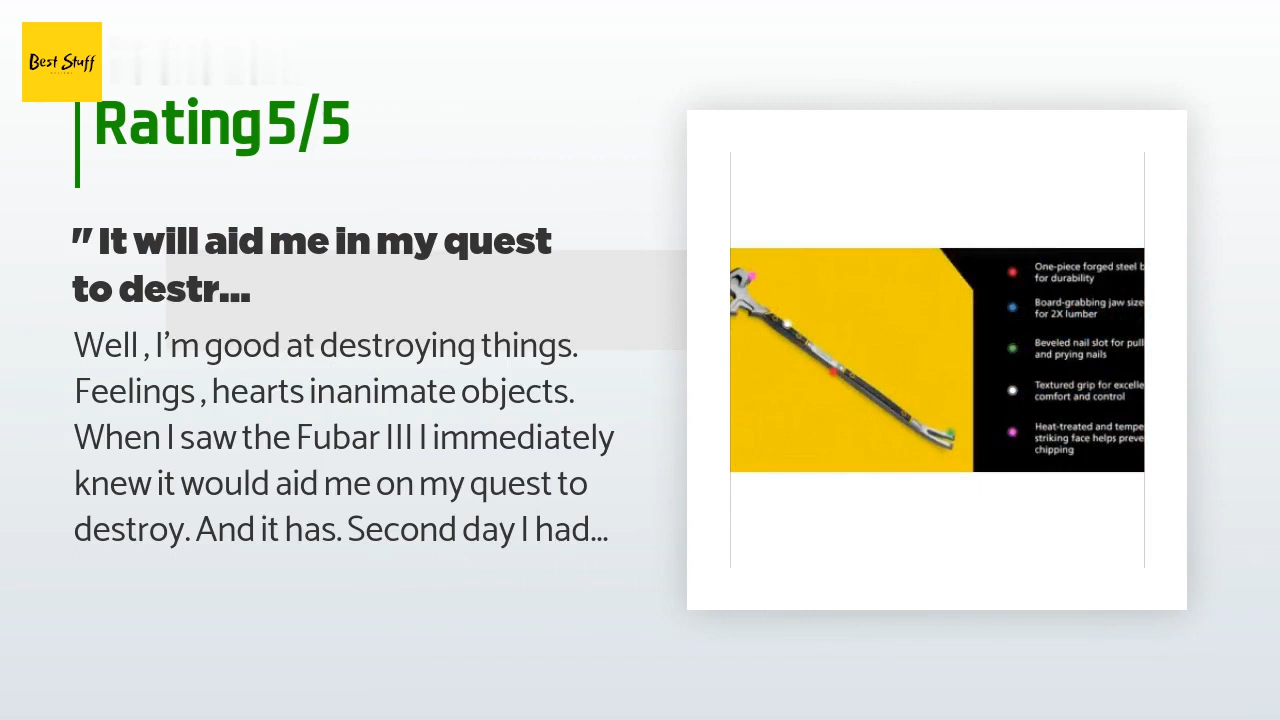 Best Stuff
Rating 5/5
" It will aid me in my quest
to destr...
Well , I'm good at destroying things.
Feelings , hearts inanimate objects.
When I saw the Fubar III I immediately
knew it would aid me on my quest to
destroy. And it has. Second day I had...
One-piece forged steel b
for durability
Board-grabbing jaw size
for 2X lumber
Beveled nail slot for pull
and prying nails
Textured grip for excelle
comfort and control
Heat-treated and tempe
striking face helps preve
chipping